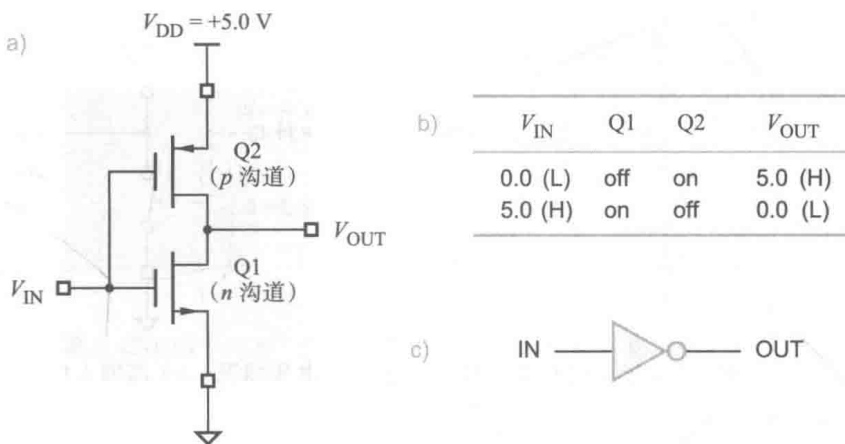 a)
V_DD = +5.0 V
Q2
(p 沟道)
V_OUT
Q1
(n 沟道)
V_IN
b)
V_IN Q1 Q2 V_OUT
0.0 (L) off on 5.0 (H)
5.0 (H) on off 0.0 (L)
c)
IN OUT